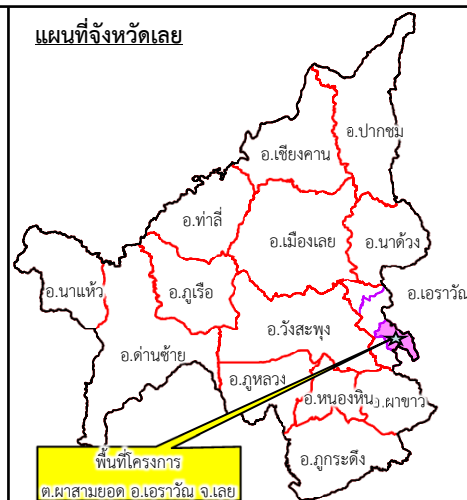 แผนที่จังหวัดเลย
อ.ปากชม
อ.เชียงคาน
อ.ท่าลี่
อ.เมืองเลย
อ.นาด้วง
อ.นาแห้ว
อ.ภูเรือ
อ.เอราวัณ
อ.วังสะพุง
อ.ด่านซ้าย
อ.ภูหลวง
อ.หนองหิน
อ.ผาขาว
อ.ภูกระดึง
พื้นที่โครงการ
ต.ผาสามยอด อ.เอราวัณ จ.เลย